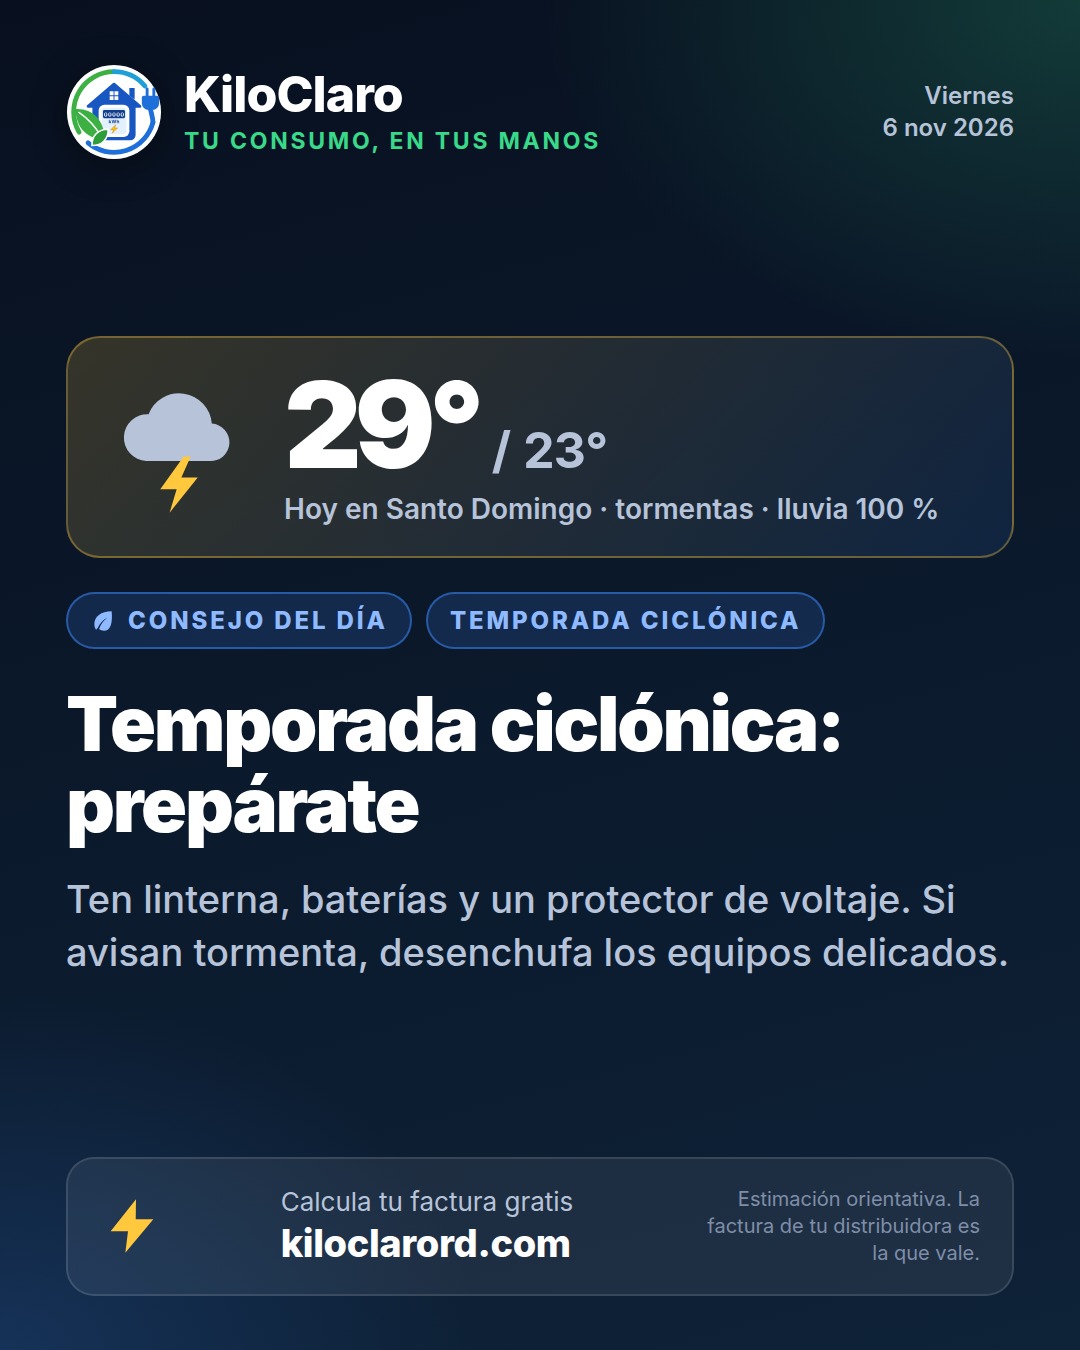 KiloClaro
TU CONSUMO, EN TUS MANOS
Viernes
6 nov 2026
00000
kWh
29° / 23°
Hoy en Santo Domingo · tormentas · lluvia 100 %
CONSEJO DEL DÍA
TEMPORADA CICLÓNICA
Temporada ciclónica:
prepárate
Ten linterna, baterías y un protector de voltaje. Si
avisan tormenta, desenchufa los equipos delicados.
Calcula tu factura gratis
kiloclarord.com
Estimación orientativa. La
factura de tu distribuidora es
la que vale.